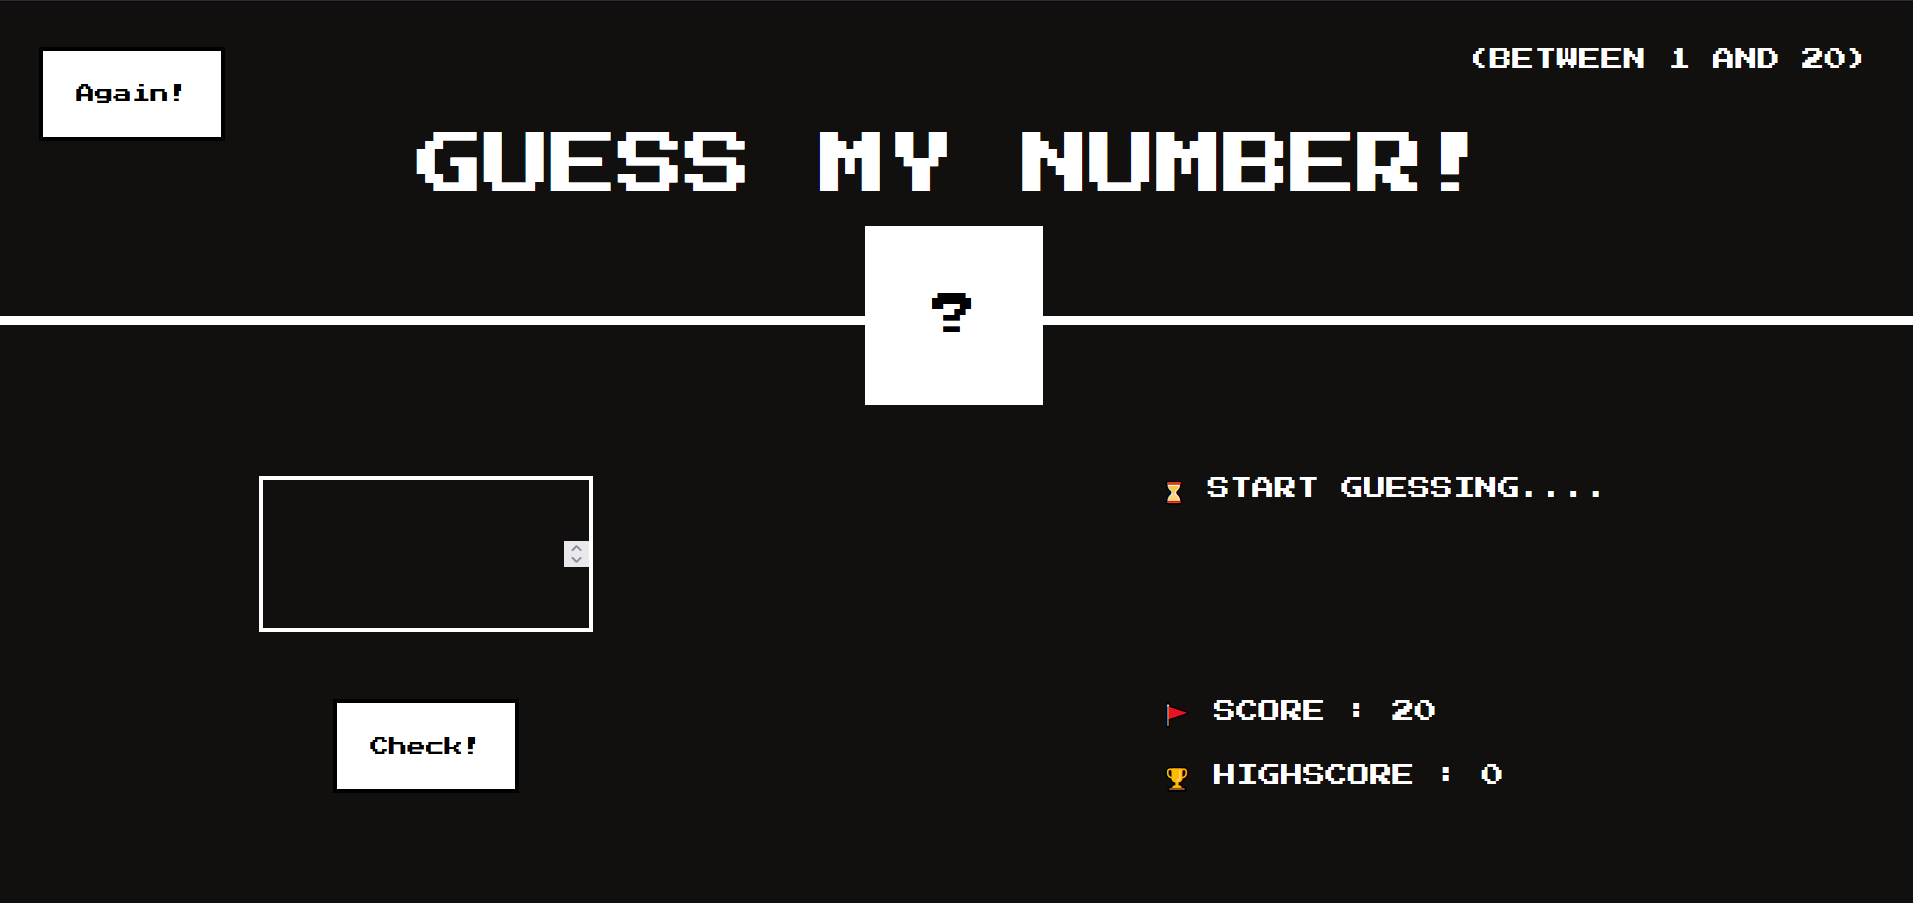 Again!
(BETWEEN 1 AND 20)
GUESS MY NUMBER!
?
START GUESSING....
Check!
SCORE : 20
HIGHSCORE : 0